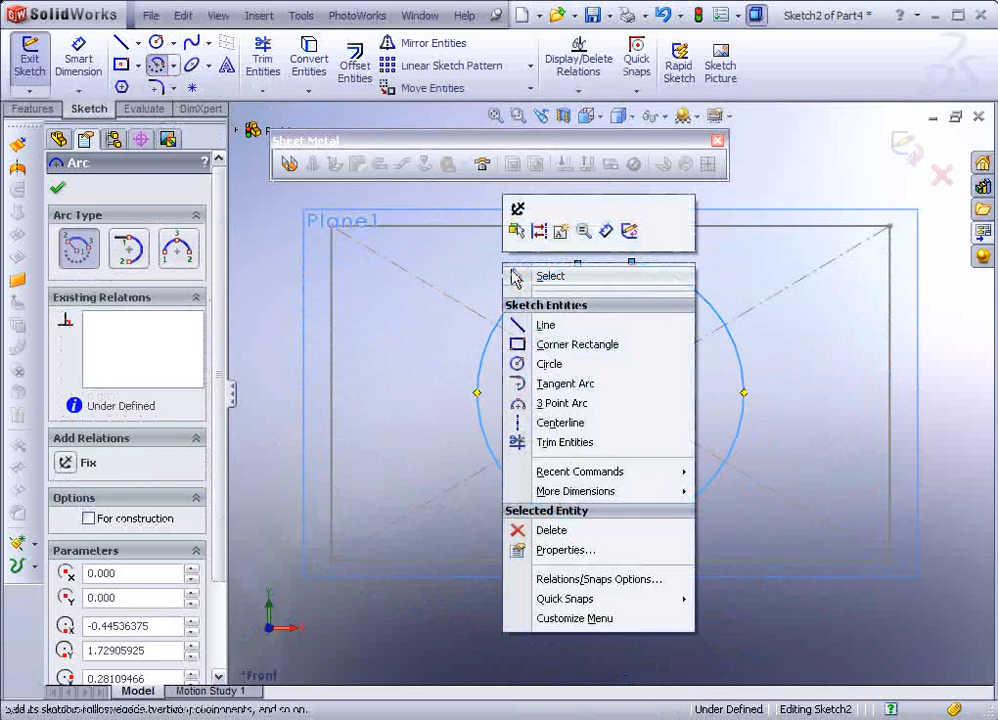 SolidWorks File Edit View Insert Tools PhotoWorks Window Help Sketch2 of Part4 *
Exit Sketch
Smart Dimension
Trim Entities
Convert Entities
Offset Entities
Mirror Entities
Linear Sketch Pattern
Move Entities
Display/Delete Relations
Quick Snaps
Rapid Sketch
Sketch Picture
Features Sketch Evaluate DimXpert
Sheet Metal
Arc ?
Arc Type
Existing Relations
Under Defined
Add Relations
Fix
Options
For construction
Parameters
0.000
0.000
-0.44536375
1.72905925
0.28109466
Plane1
Select
Sketch Entities
Line
Corner Rectangle
Circle
Tangent Arc
3 Point Arc
Centerline
Trim Entities
Recent Commands
More Dimensions
Selected Entity
Delete
Properties...
Relations/Snaps Options...
Quick Snaps
Customize Menu
Y
*Front
Model Motion Study 1
Under Defined Editing Sketch2